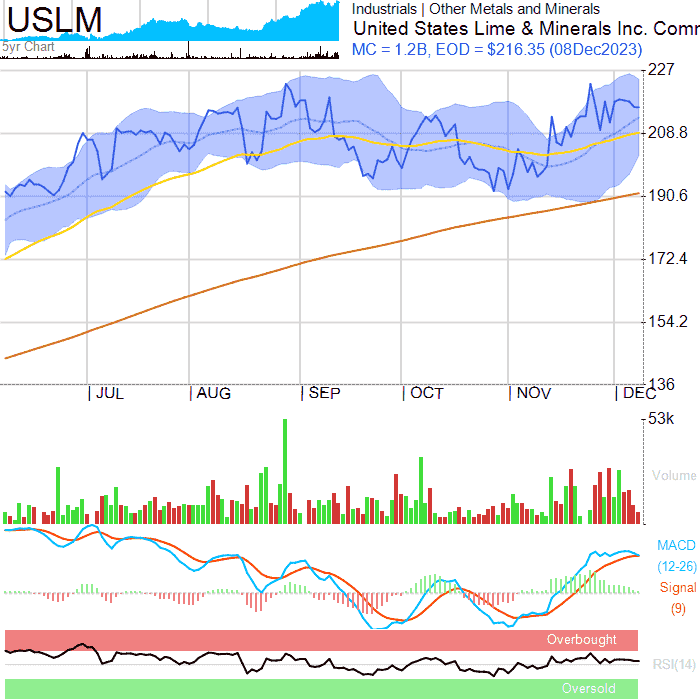 USLM
5yr Chart
Industrials | Other Metals and Minerals
United States Lime & Minerals Inc. Comm
MC = 1.2B, EOD = $216.35 (08Dec2023)
227
208.8
190.6
172.4
154.2
136
JUL AUG SEP OCT NOV DEC
53k
Volume
MACD
(12-26)
Signal
(9)
Overbought
RSI(14)
Oversold